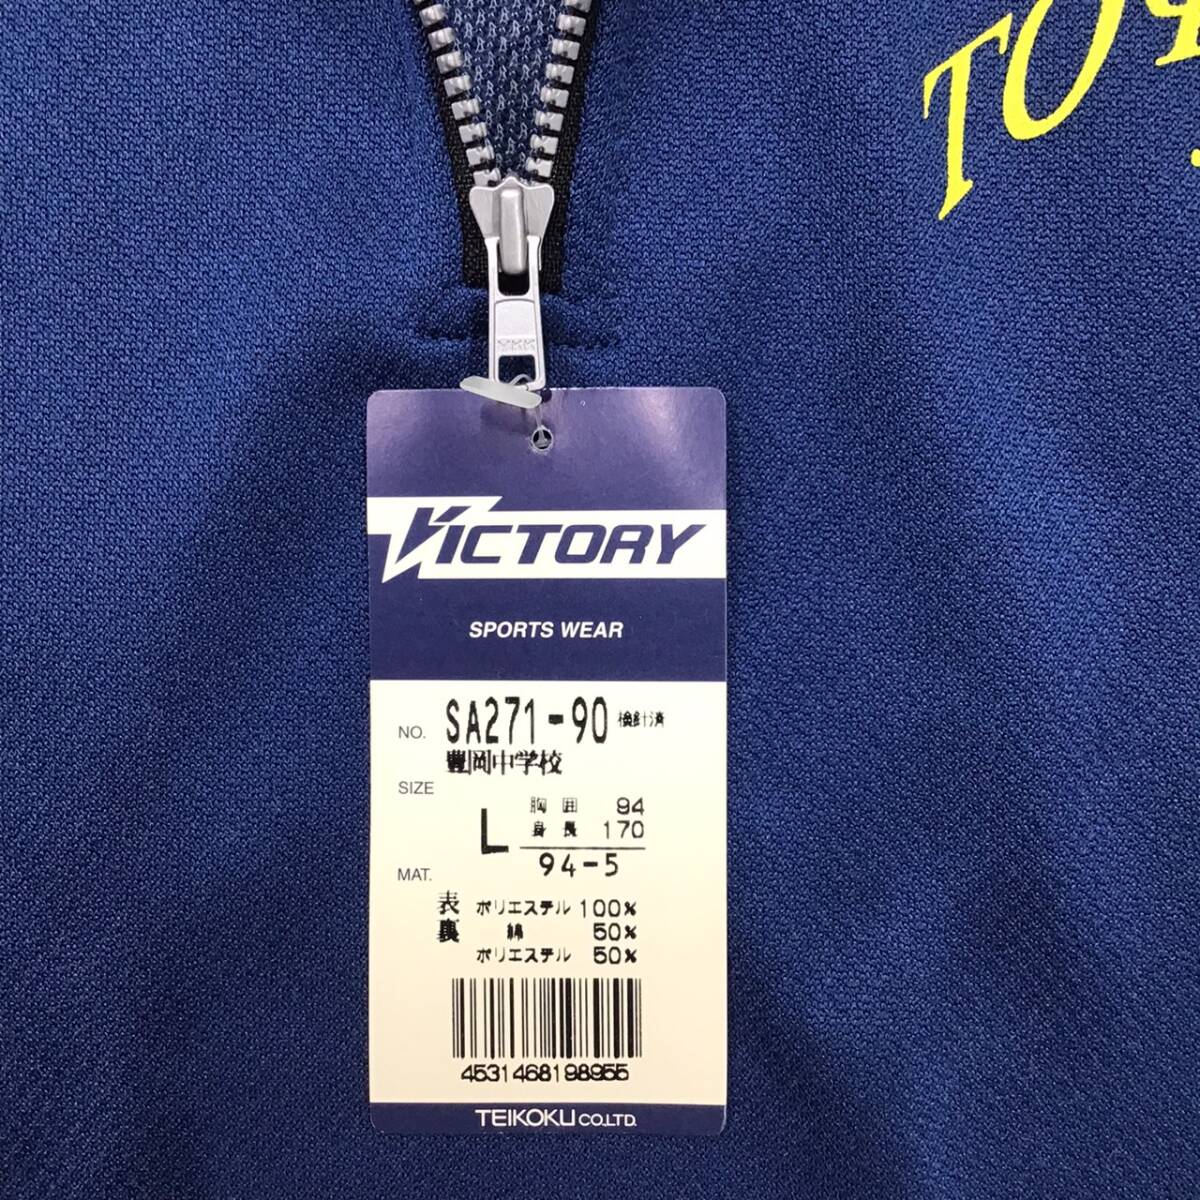 TOY
VICTORY
SPORTS WEAR
NO. SA271-90 検針済
豊岡中学校
SIZE
L 胸囲 94
身長 170
94-5
MAT.
表 ポリエステル 100%
裏 綿 50%
ポリエステル 50%
4531468198955
TEIKOKU CO.,LTD.